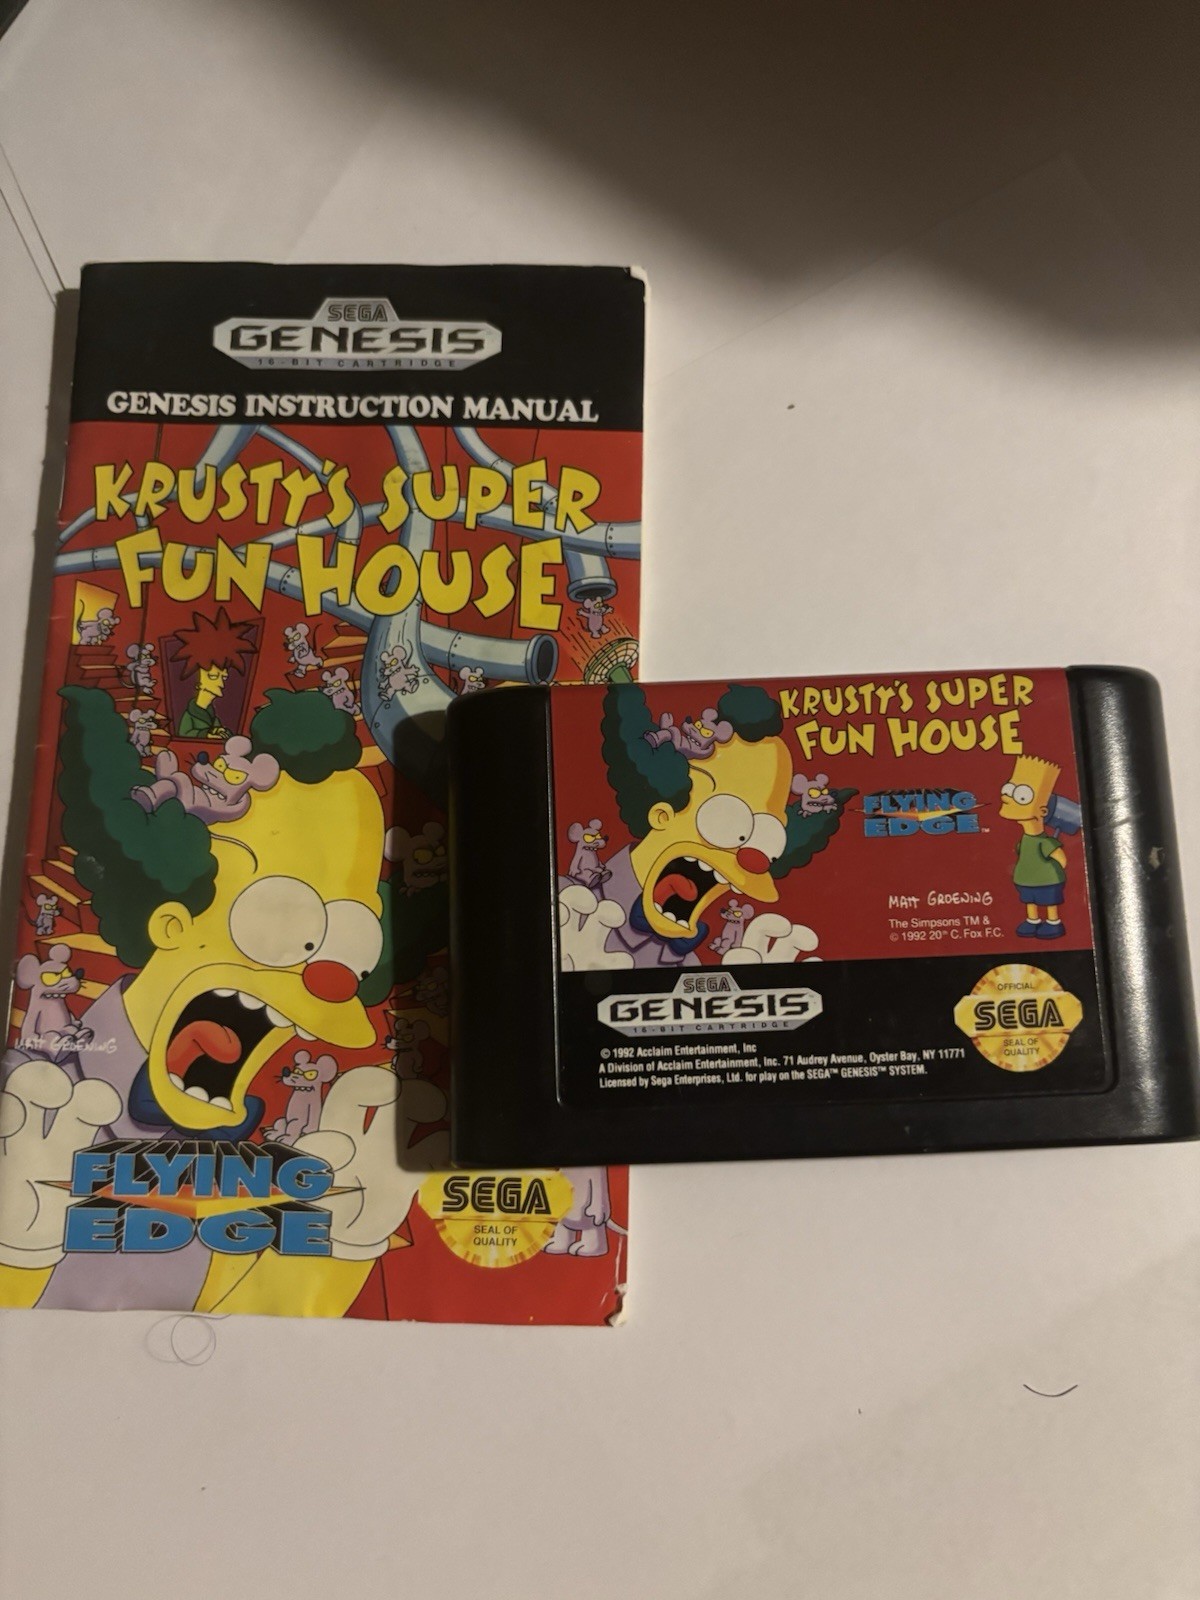 SEGA
GENESIS
16-BIT CARTRIDGE
GENESIS INSTRUCTION MANUAL
KRUSTY'S SUPER
FUN HOUSE
MATT GROENING
FLYING
EDGE
SEGA
SEAL OF
QUALITY
KRUSTY'S SUPER
FUN HOUSE
FLYING
EDGE™
MATT GROENING
The Simpsons TM &
© 1992 20th C. Fox F.C.
SEGA
GENESIS
16-BIT CARTRIDGE
OFFICIAL
SEGA
SEAL OF
QUALITY
© 1992 Acclaim Entertainment, Inc
A Division of Acclaim Entertainment, Inc. 71 Audrey Avenue, Oyster Bay, NY 11771
Licensed by Sega Enterprises, Ltd. for play on the SEGA™ GENESIS™ SYSTEM.